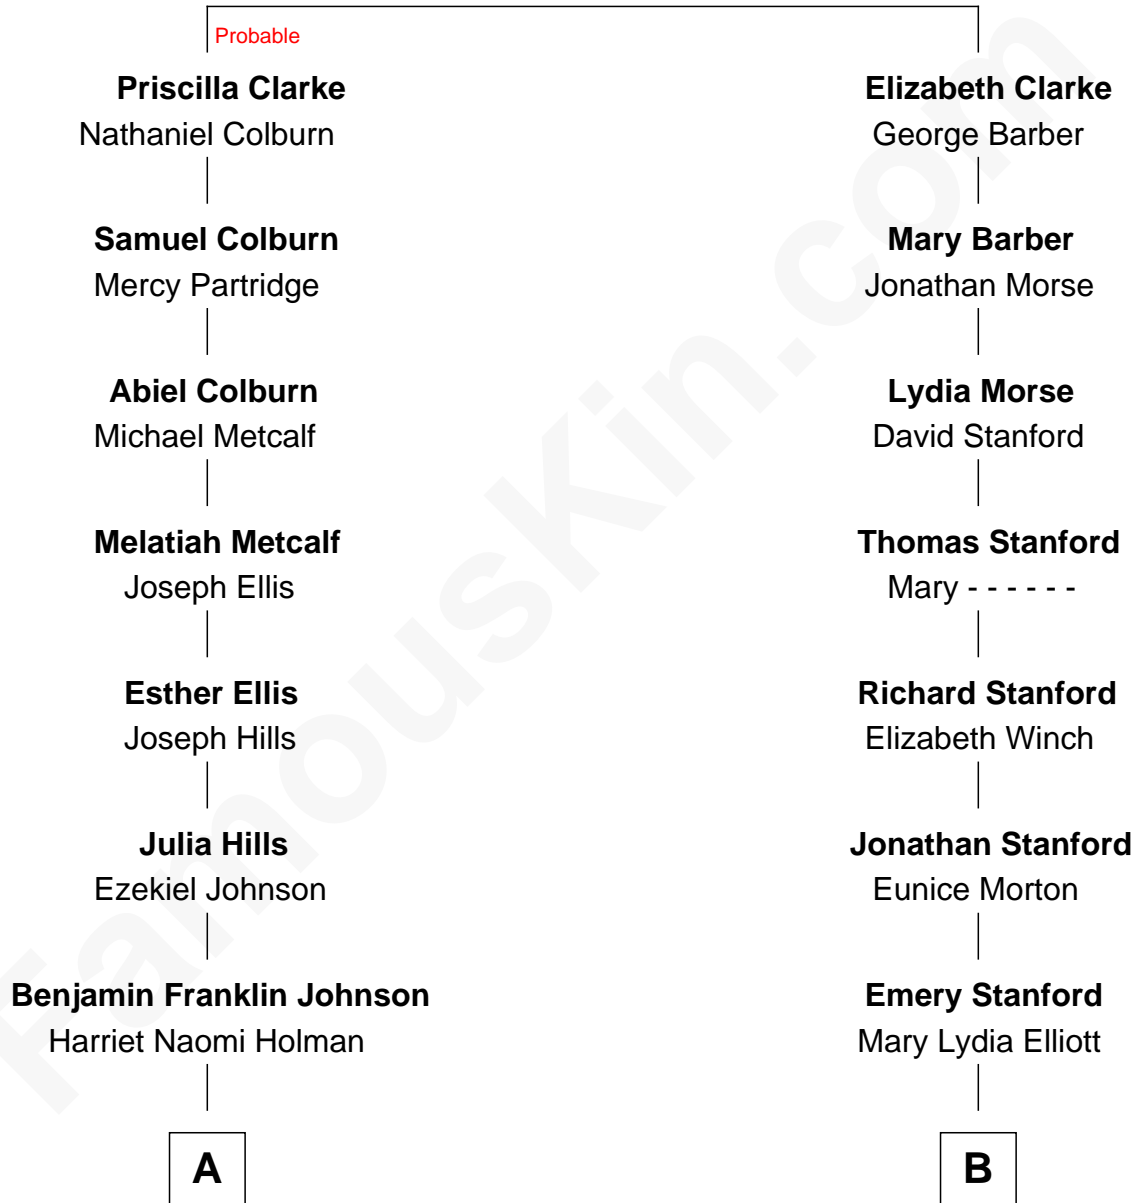 Probable
Priscilla Clarke
Nathaniel Colburn
Samuel Colburn
Mercy Partridge
Abiel Colburn
Michael Metcalf
Melatiah Metcalf
Joseph Ellis
Esther Ellis
Joseph Hills
Julia Hills
Ezekiel Johnson
Benjamin Franklin Johnson
Harriet Naomi Holman
A
Elizabeth Clarke
George Barber
Mary Barber
Jonathan Morse
Lydia Morse
David Stanford
Thomas Stanford
Mary - - - - - -
Richard Stanford
Elizabeth Winch
Jonathan Stanford
Eunice Morton
Emery Stanford
Mary Lydia Elliott
B
FamousKin.com